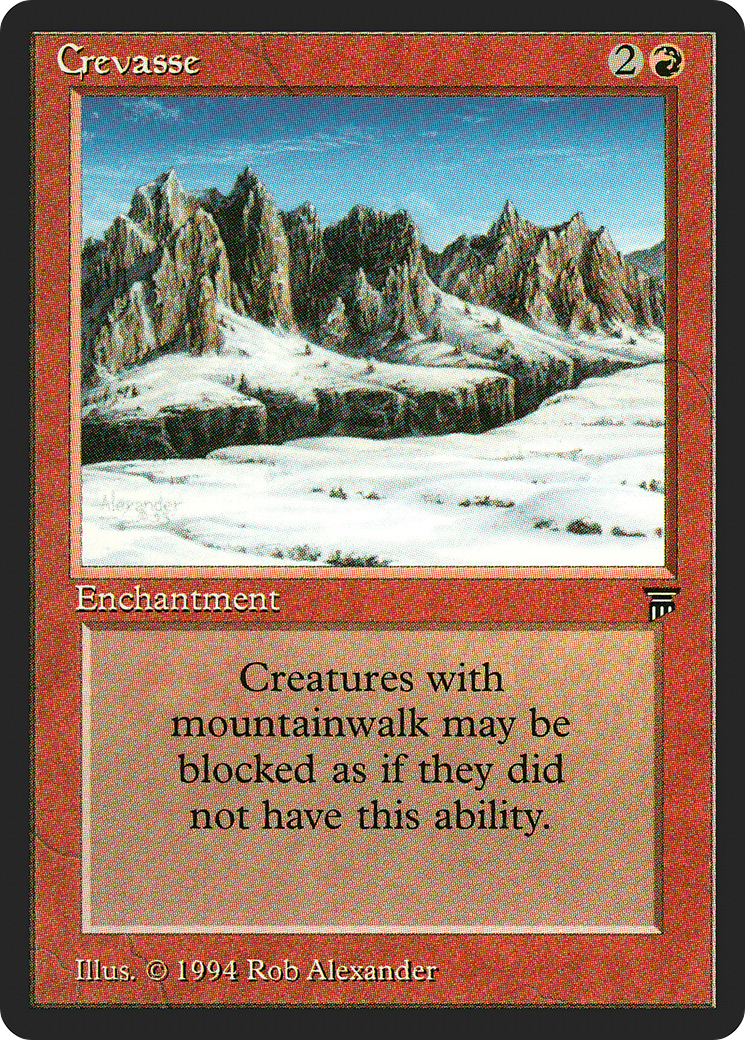 Crevasse 2
Alexander
Enchantment
Creatures with
mountainwalk may be
blocked as if they did
not have this ability.
Illus. © 1994 Rob Alexander